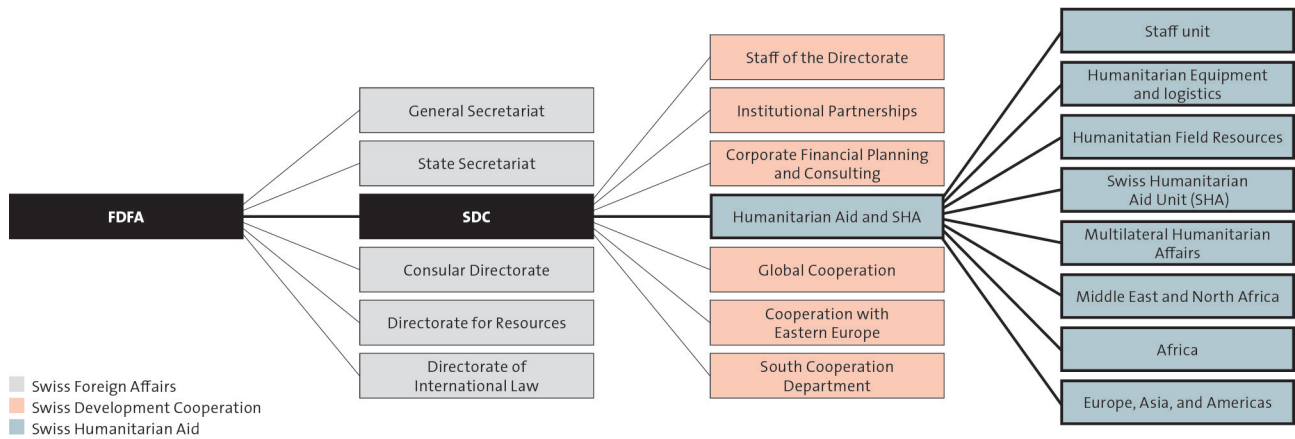 FDFA
General Secretariat
State Secretariat
SDC
Consular Directorate
Directorate for Resources
Directorate of
International Law
Staff of the Directorate
Institutional Partnerships
Corporate Financial Planning
and Consulting
Humanitarian Aid and SHA
Global Cooperation
Cooperation with
Eastern Europe
South Cooperation
Department
Staff unit
Humanitarian Equipment
and logistics
Humanitatian Field Resources
Swiss Humanitarian
Aid Unit (SHA)
Multilateral Humanitarian
Affairs
Middle East and North Africa
Africa
Europe, Asia, and Americas
Swiss Foreign Affairs
Swiss Development Cooperation
Swiss Humanitarian Aid